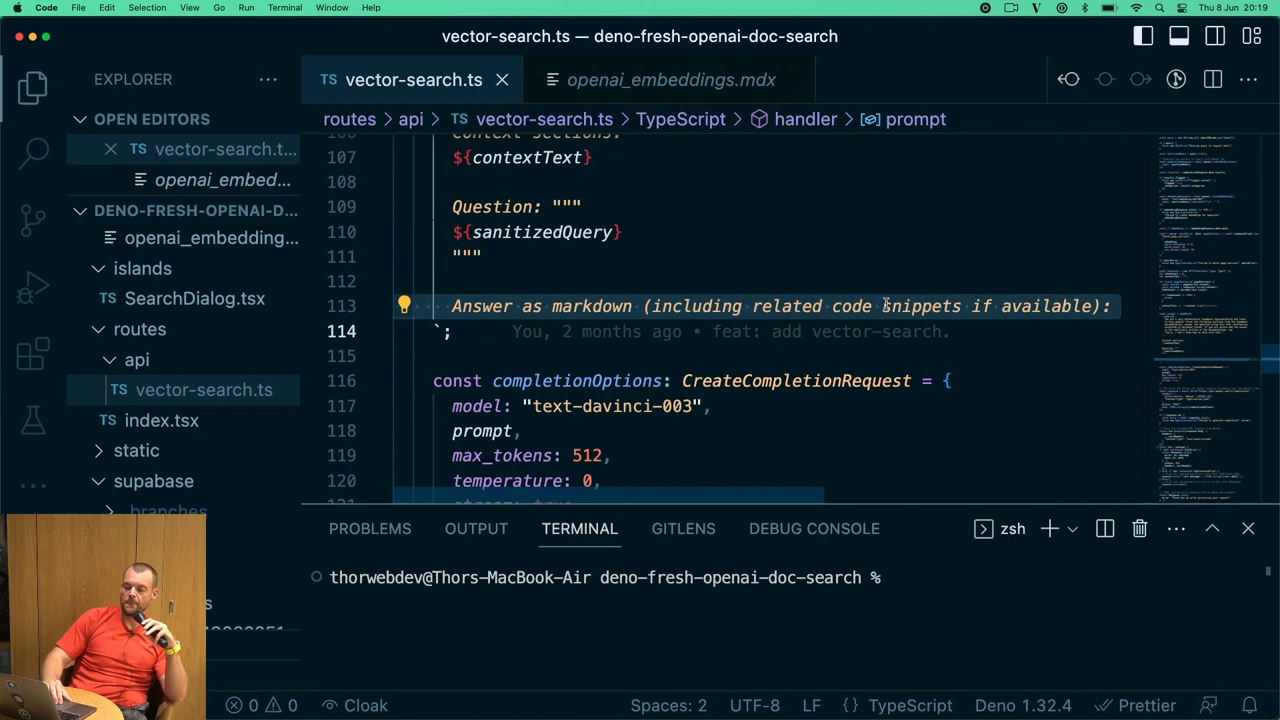 Code File Edit Selection View Go Run Terminal Window Help Thu 8 Jun 20:19
vector-search.ts — deno-fresh-openai-doc-search
EXPLORER
TS vector-search.ts
openai_embeddings.mdx
OPEN EDITORS
routes > api > TS vector-search.ts > TypeScript > handler > prompt
vector-search.t...
openai_embed...
DENO-FRESH-OPENAI-D...
openai_embedding...
islands
SearchDialog.tsx
routes
api
TS vector-search.ts
index.tsx
static
supabase
branches
context sections:
107 ${contextText}
108
109 Question: """
110 ${sanitizedQuery}
111 """
112
113 Answer as markdown (including related code snippets if available):
114 `; 2 months ago • feat: add vector-search.
115
116 const completionOptions: CreateCompletionRequest = {
117 model: "text-davinci-003",
118 prompt,
119 max_tokens: 512,
120 temperature: 0,
PROBLEMS OUTPUT TERMINAL GITLENS DEBUG CONSOLE zsh
thorwebdev@Thors-MacBook-Air deno-fresh-openai-doc-search %
0 0 Cloak Spaces: 2 UTF-8 LF {} TypeScript Deno 1.32.4 Prettier